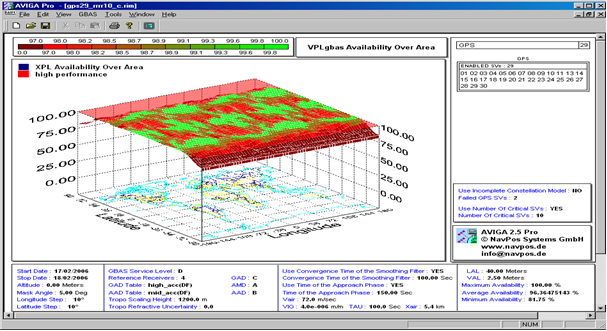 AVIGA Pro - [gpx29_rrr10_c.rim]
File Edit View GBAS Tools Window Help
97.0 98.0 98.2 98.5 98.7 98.9 99.2 99.5 99.8 100.0
0.0 97.0 98.0 98.2 98.5 98.7 98.9 99.2 99.5 99.8
VPLgbas Availability Over Area
XPL Availability Over Area
high performance
100.00
75.00
50.00
25.00
0.00
100.00
75.00
50.00
25.00
0.00
Latitude
Longitude
GPS 29
GPS
ENABLED SVs : 29
01 02 03 04 05 06 07 08 09 10 11 13 14
15 16 17 18 19 20 21 22 23 24 25 26 27
28 29 30
Use Incomplete Constellation Model : NO
Failed GPS SVs : 2
Use Number Of Critical SVs : YES
Number Of Critical SVs : 10
AVIGA 2.5 Pro
© NavPos Systems GmbH
www.navpos.de
info@navpos.de
Start Date : 17/02/2006
Stop Date : 18/02/2006
Altitude : 0.00 Meters
Mask Angle : 5.00 Deg
Longitude Step : 10°
Latitude Step : 10°
GBAS Service Level : D
Reference Receivers : 4 GAD : C
GAD Table : high_acc(DF) AMD : A
AAD Table : mid_acc(DF) AAD : B
Tropo Scaling Height : 1200.0 m
Tropo Refractive Uncertainty : 0.0
Use Convergence Time of the Smoothing Filter : YES
Convergence Time of the Smoothing Filter : 100.00 Sec
Use Time of the Approach Phase : YES
Time of the Approach Phase : 150.00 Sec
Vair : 72.0 m/sec
VIG : 4.0e-006 m/m TAU : 100.0 Sec Xair : 5.4 km
LAL : 40.00 Meters
VAL : 2.50 Meters
Maximum Availability : 100.00 %
Average Availability : 96.36475143 %
Minimum Availability : 81.75 %
NUM